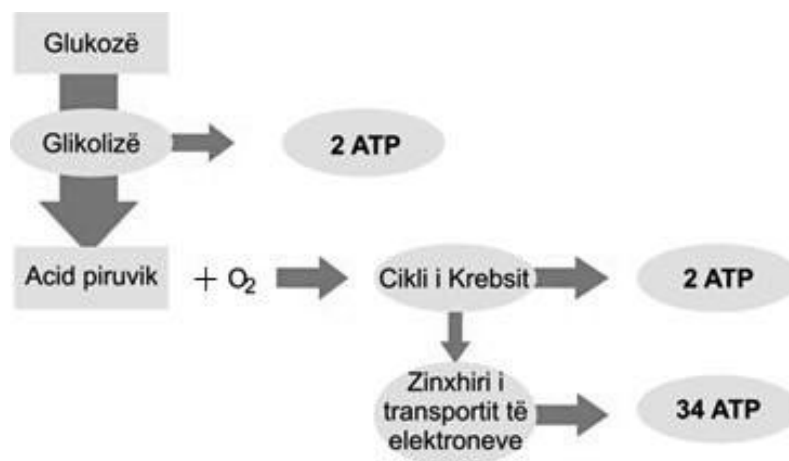 Glukozë
Glikolizë
2 ATP
Acid piruvik
+ O₂
Cikli i Krebsit
2 ATP
Zinxhiri i
transportit të
elektroneve
34 ATP